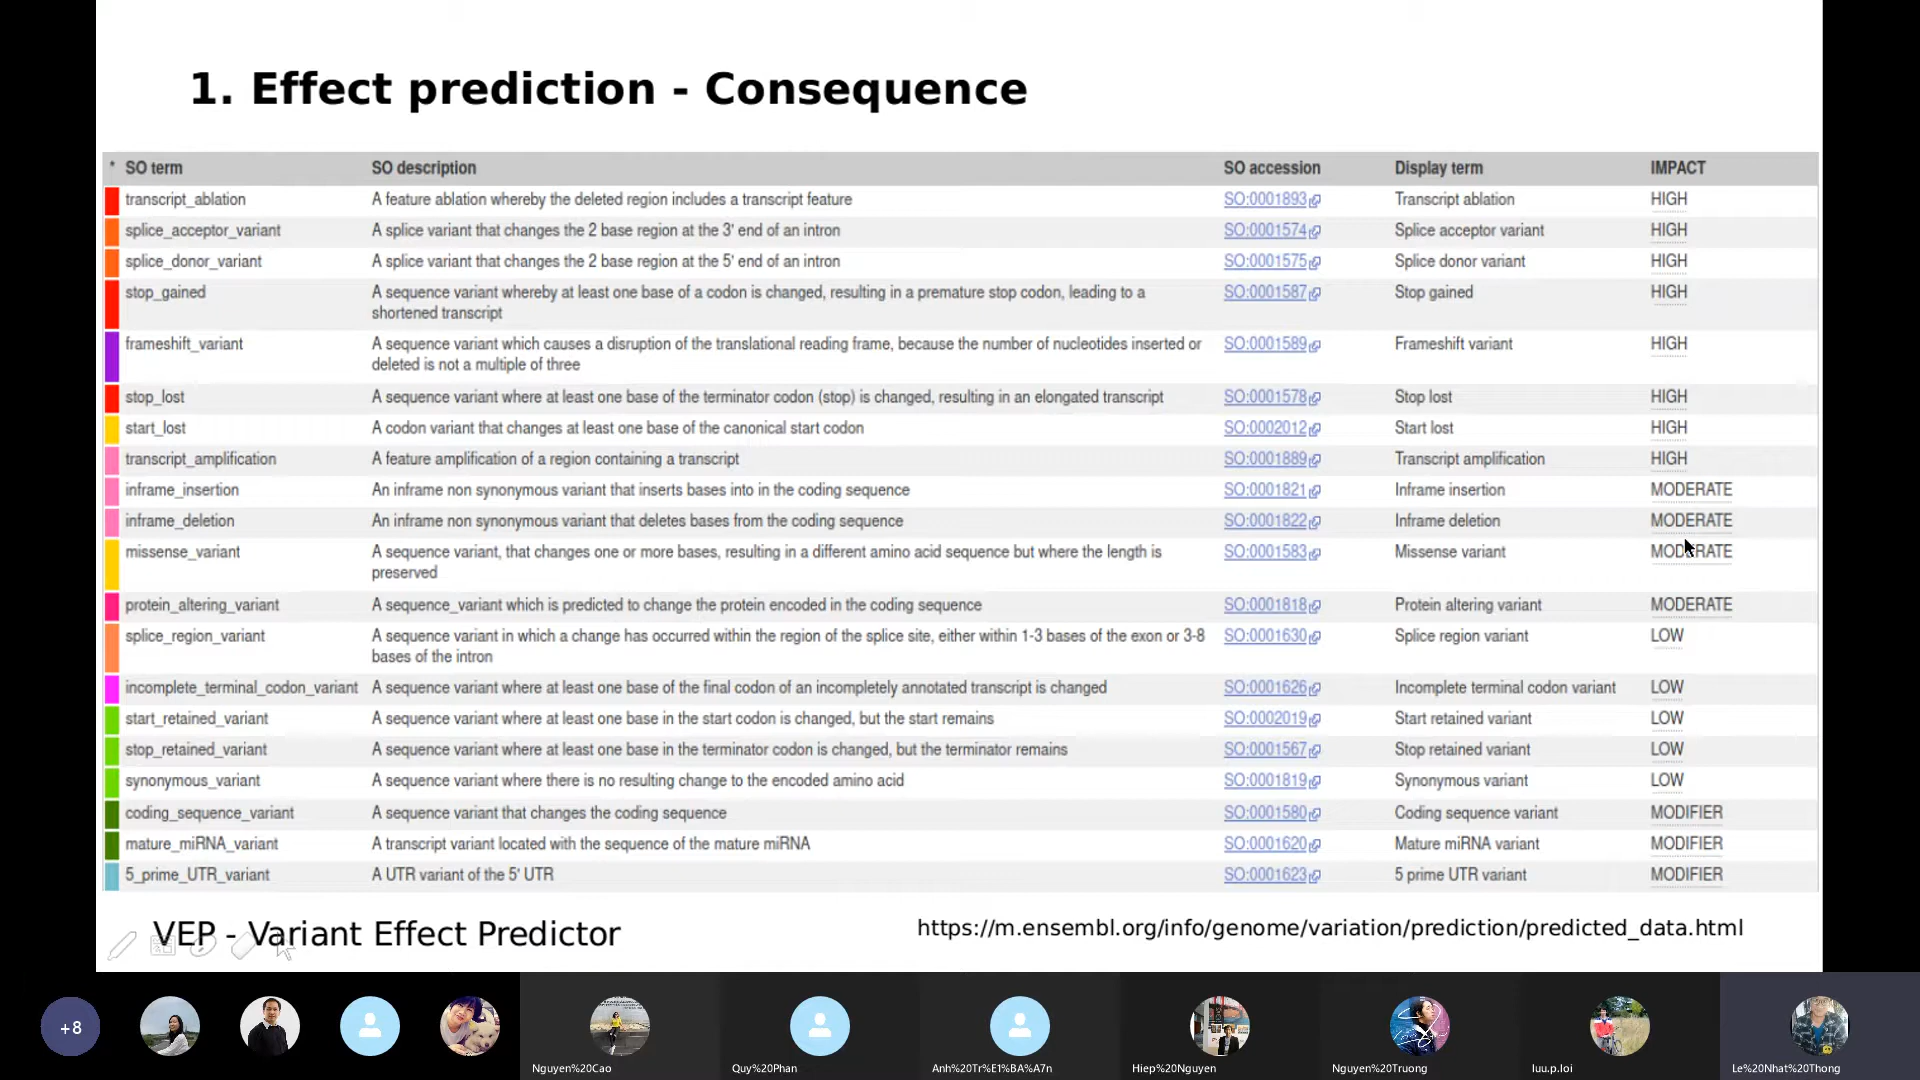 1. Effect prediction - Consequence
* SO term SO description SO accession Display term IMPACT
transcript_ablation A feature ablation whereby the deleted region includes a transcript feature SO:0001893 Transcript ablation HIGH
splice_acceptor_variant A splice variant that changes the 2 base region at the 3' end of an intron SO:0001574 Splice acceptor variant HIGH
splice_donor_variant A splice variant that changes the 2 base region at the 5' end of an intron SO:0001575 Splice donor variant HIGH
stop_gained A sequence variant whereby at least one base of a codon is changed, resulting in a premature stop codon, leading to a SO:0001587 Stop gained HIGH
shortened transcript
frameshift_variant A sequence variant which causes a disruption of the translational reading frame, because the number of nucleotides inserted or SO:0001589 Frameshift variant HIGH
deleted is not a multiple of three
stop_lost A sequence variant where at least one base of the terminator codon (stop) is changed, resulting in an elongated transcript SO:0001578 Stop lost HIGH
start_lost A codon variant that changes at least one base of the canonical start codon SO:0002012 Start lost HIGH
transcript_amplification A feature amplification of a region containing a transcript SO:0001889 Transcript amplification HIGH
inframe_insertion An inframe non synonymous variant that inserts bases into in the coding sequence SO:0001821 Inframe insertion MODERATE
inframe_deletion An inframe non synonymous variant that deletes bases from the coding sequence SO:0001822 Inframe deletion MODERATE
missense_variant A sequence variant, that changes one or more bases, resulting in a different amino acid sequence but where the length is SO:0001583 Missense variant MODERATE
preserved
protein_altering_variant A sequence_variant which is predicted to change the protein encoded in the coding sequence SO:0001818 Protein altering variant MODERATE
splice_region_variant A sequence variant in which a change has occurred within the region of the splice site, either within 1-3 bases of the exon or 3-8 SO:0001630 Splice region variant LOW
bases of the intron
incomplete_terminal_codon_variant A sequence variant where at least one base of the final codon of an incompletely annotated transcript is changed SO:0001626 Incomplete terminal codon variant LOW
start_retained_variant A sequence variant where at least one base in the start codon is changed, but the start remains SO:0002019 Start retained variant LOW
stop_retained_variant A sequence variant where at least one base in the terminator codon is changed, but the terminator remains SO:0001567 Stop retained variant LOW
synonymous_variant A sequence variant where there is no resulting change to the encoded amino acid SO:0001819 Synonymous variant LOW
coding_sequence_variant A sequence variant that changes the coding sequence SO:0001580 Coding sequence variant MODIFIER
mature_miRNA_variant A transcript variant located with the sequence of the mature miRNA SO:0001620 Mature miRNA variant MODIFIER
5_prime_UTR_variant A UTR variant of the 5' UTR SO:0001623 5 prime UTR variant MODIFIER
VEP - Variant Effect Predictor https://m.ensembl.org/info/genome/variation/prediction/predicted_data.html
+8
Nguyen%20Cao Quy%20Phan Anh%20Tr%E1%BA%A7n Hiep%20Nguyen Nguyen%20Truong luu.p.loi Le%20Nhat%20Thong